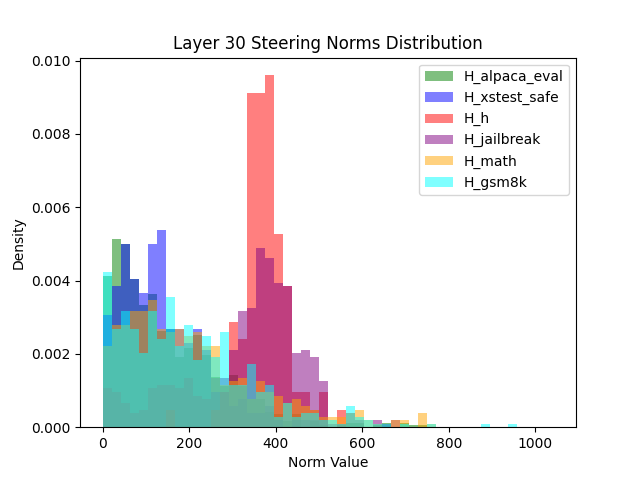 Layer 30 Steering Norms Distribution
0.010
0.008
0.006
0.004
0.002
0.000
Density
H_alpaca_eval
H_xstest_safe
H_h
H_jailbreak
H_math
H_gsm8k
0 200 400 600 800 1000
Norm Value